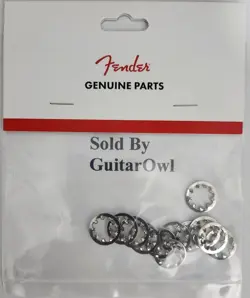 Fender
GENUINE PARTS
Sold By
GuitarOwl